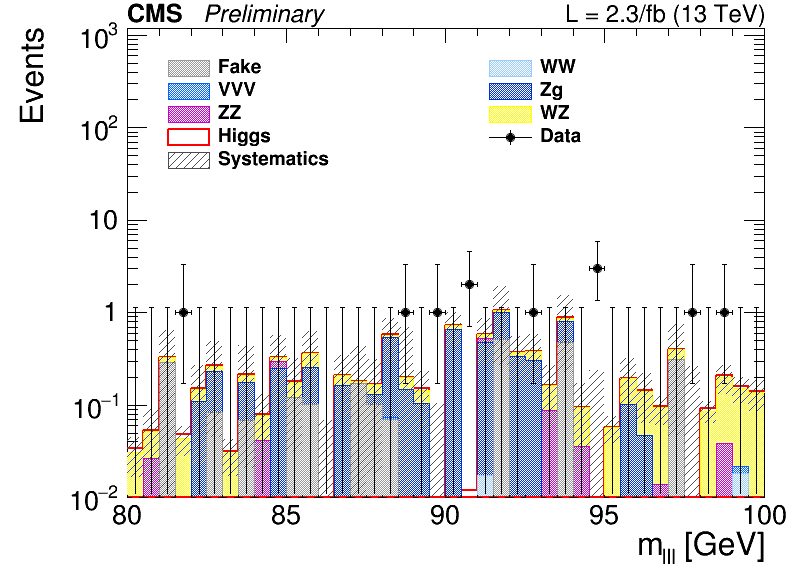 CMS Preliminary L = 2.3/fb (13 TeV)
Events
10³
10²
10
1
10⁻¹
10⁻²
Fake
VVV
ZZ
Higgs
Systematics
WW
Zg
WZ
Data
80 85 90 95 100
m_lll [GeV]